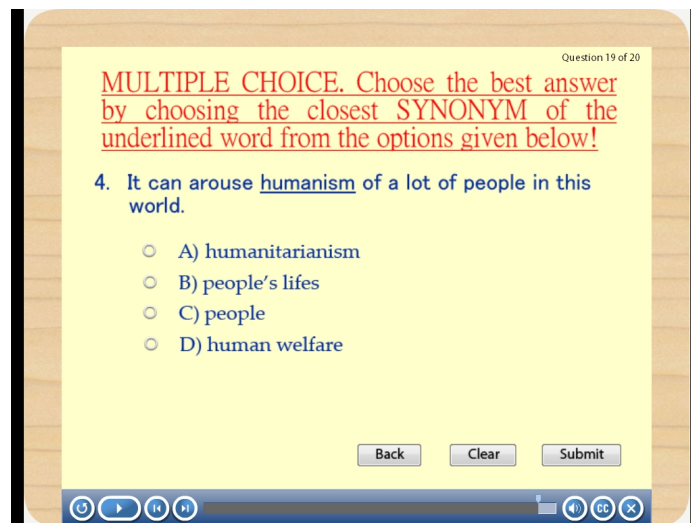 Question 19 of 20
MULTIPLE CHOICE. Choose the best answer
by choosing the closest SYNONYM of the
underlined word from the options given below!
4. It can arouse humanism of a lot of people in this
world.
A) humanitarianism
B) people's lifes
C) people
D) human welfare
Back Clear Submit
CC